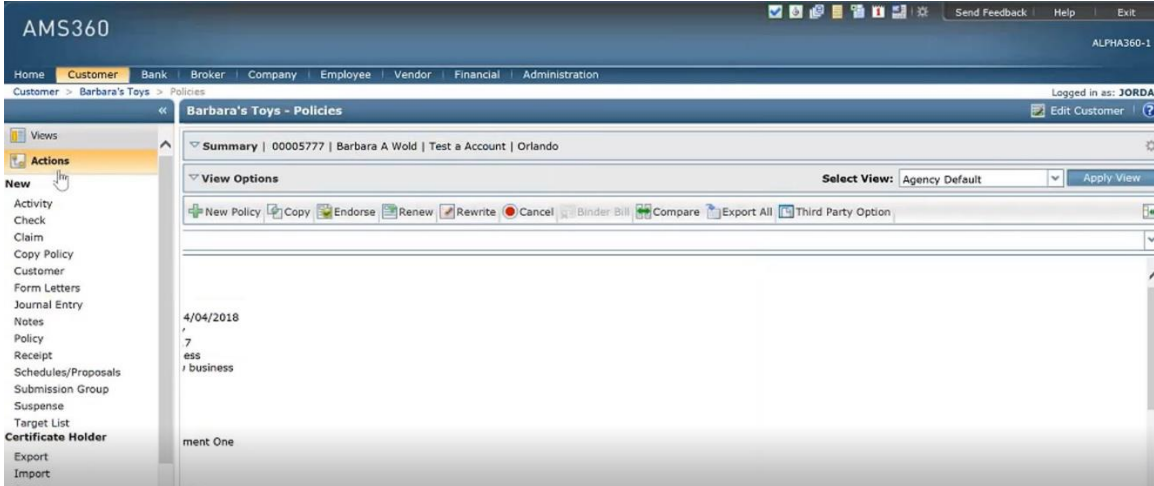 AMS360
Send Feedback Help Exit
ALPHA360-1
Home Customer Bank Broker Company Employee Vendor Financial Administration
Customer > Barbara's Toys > Policies
Logged in as: JORDA
« Barbara's Toys - Policies Edit Customer ?
Views
Summary | 00005777 | Barbara A Wold | Test a Account | Orlando
Actions
View Options Select View: Agency Default Apply View
New
Activity
New Policy Copy Endorse Renew Rewrite Cancel Binder Bill Compare Export All Third Party Option
Check
Claim
Copy Policy
Customer
Form Letters
Journal Entry
Notes
Policy
Receipt
Schedules/Proposals
Submission Group
Suspense
Target List
Certificate Holder
Export
Import
4/04/2018
7
ess
business
ment One